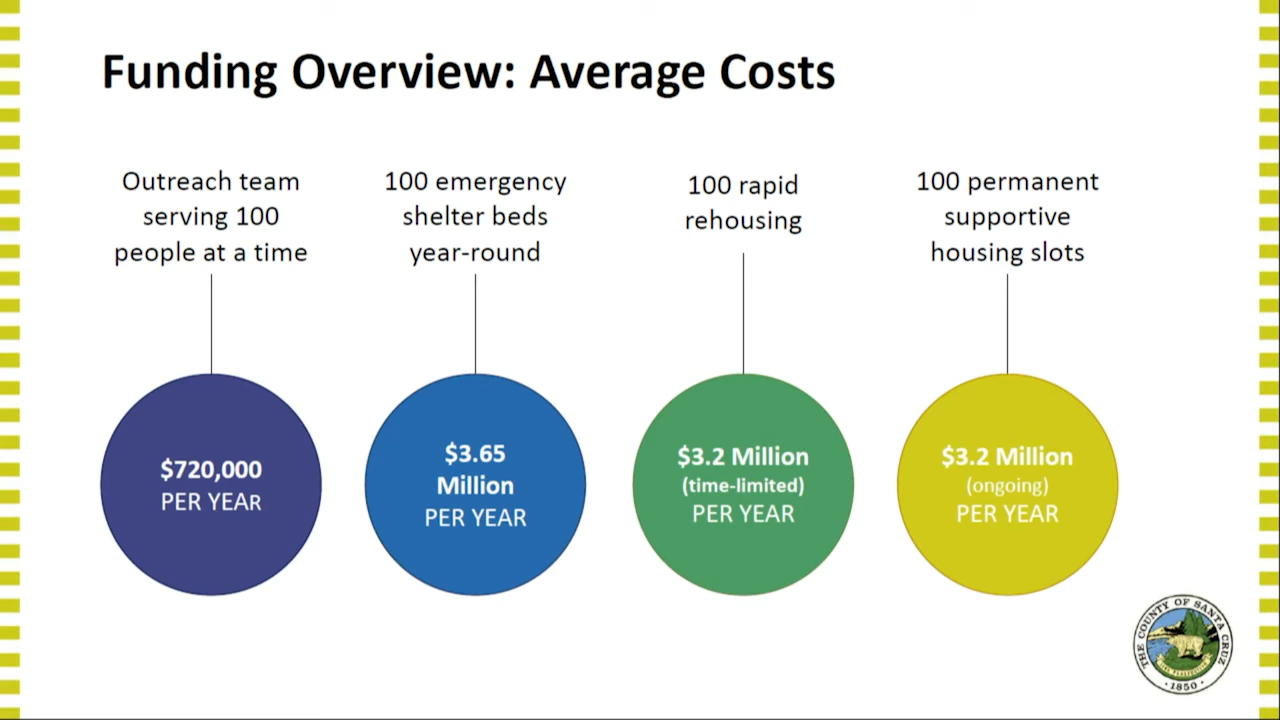 Funding Overview: Average Costs
Outreach team
serving 100
people at a time
100 emergency
shelter beds
year-round
100 rapid
rehousing
100 permanent
supportive
housing slots
$720,000
PER YEAR
$3.65
Million
PER YEAR
$3.2 Million
(time-limited)
PER YEAR
$3.2 Million
(ongoing)
PER YEAR
THE COUNTY OF SANTA CRUZ
1850